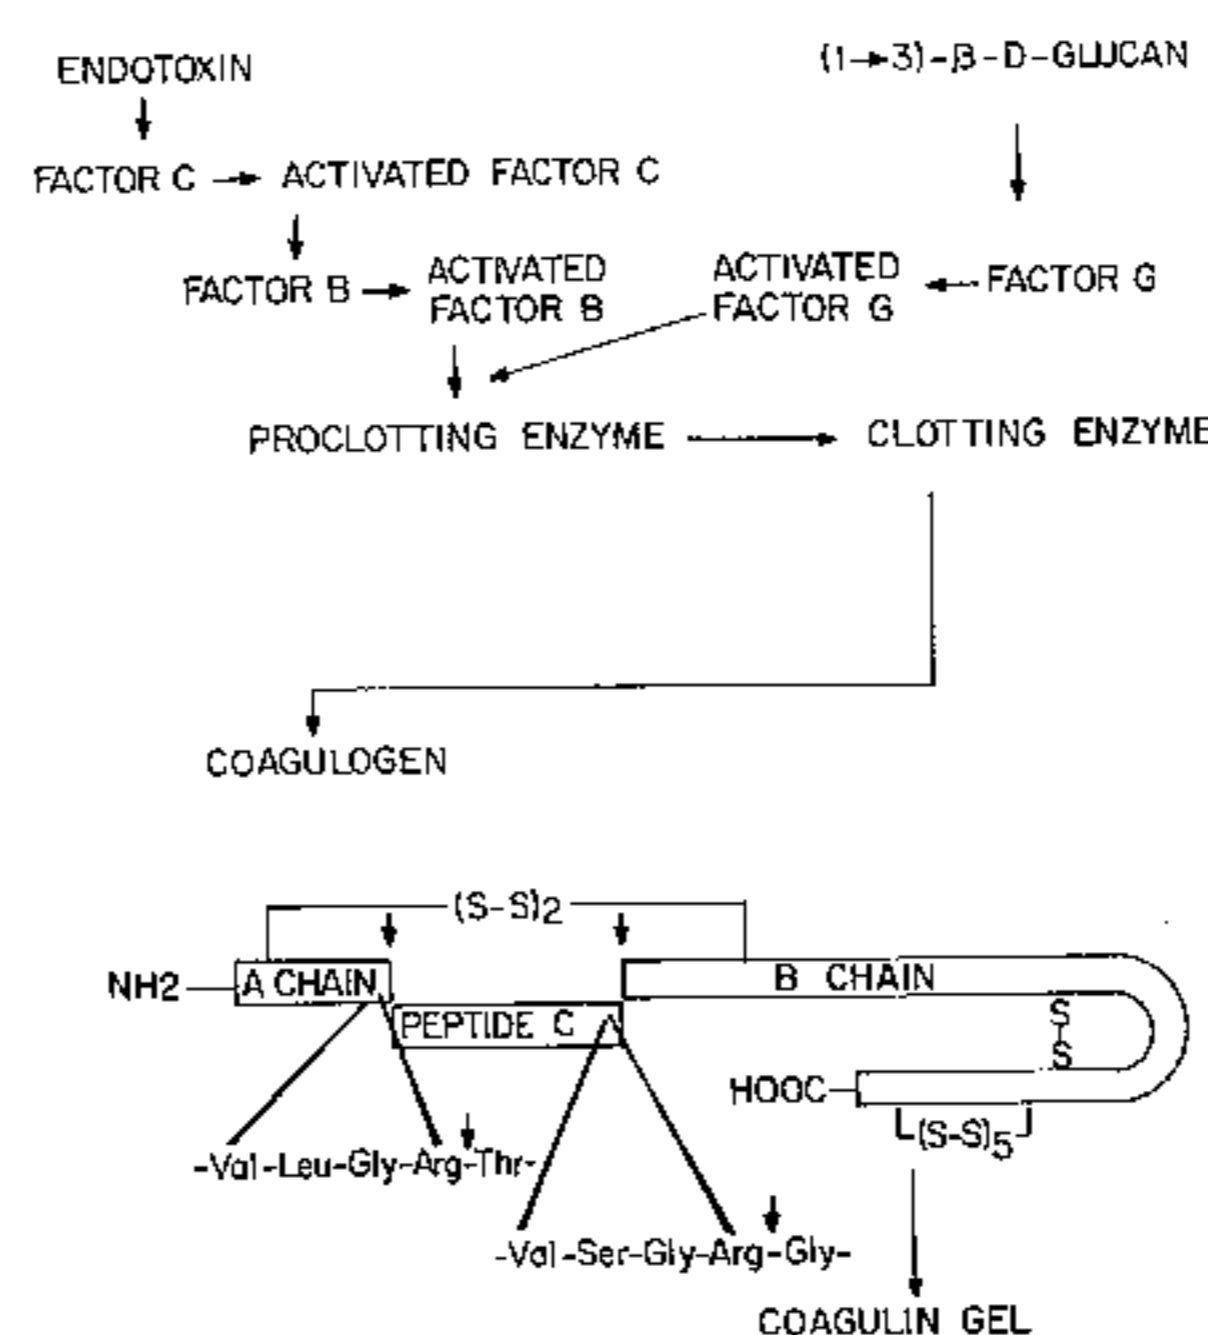 ENDOTOXIN
(1→3)-β-D-GLUCAN
FACTOR C → ACTIVATED FACTOR C
FACTOR B → ACTIVATED FACTOR B
ACTIVATED FACTOR G ← FACTOR G
PROCLOTTING ENZYME → CLOTTING ENZYME
COAGULOGEN
(S-S)2
NH2
A CHAIN
B CHAIN
PEPTIDE C
S
S
HOOC
(S-S)5
-Val-Leu-Gly-Arg-Thr-
-Val-Ser-Gly-Arg-Gly-
COAGULIN GEL